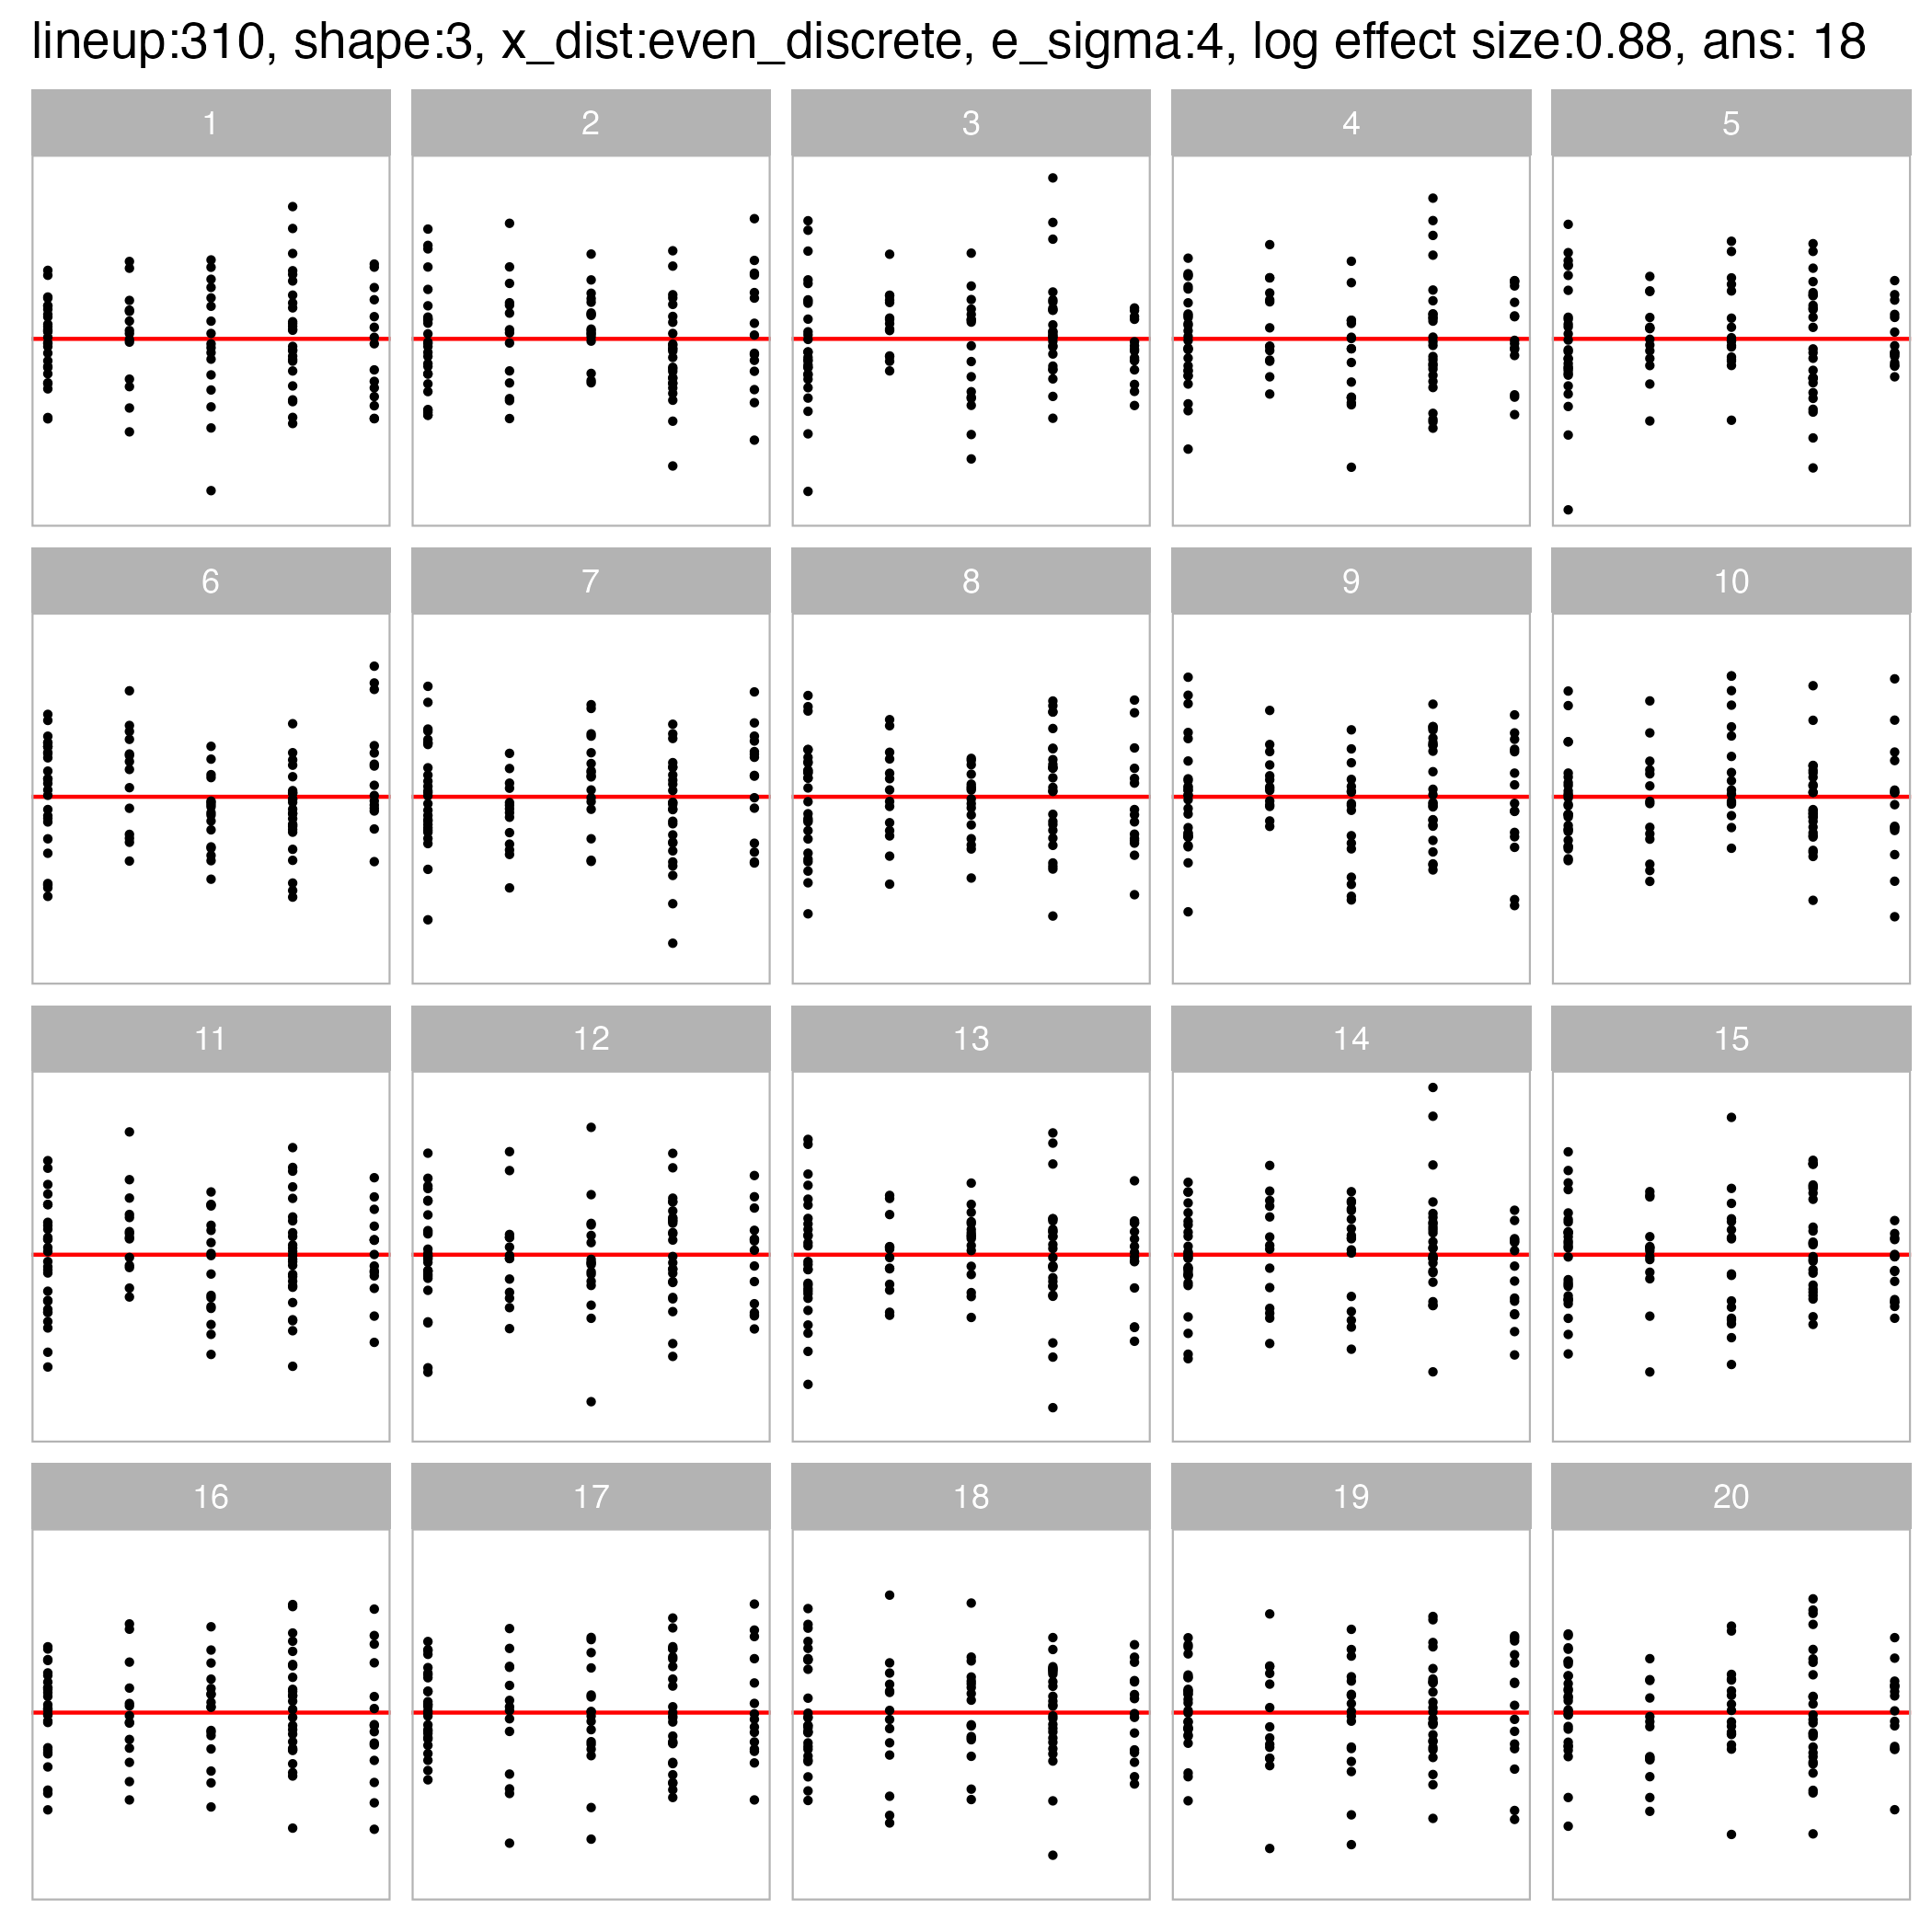 lineup:310, shape:3, x_dist:even_discrete, e_sigma:4, log effect size:0.88, ans: 18
1 2 3 4 5
6 7 8 9 10
11 12 13 14 15
16 17 18 19 20